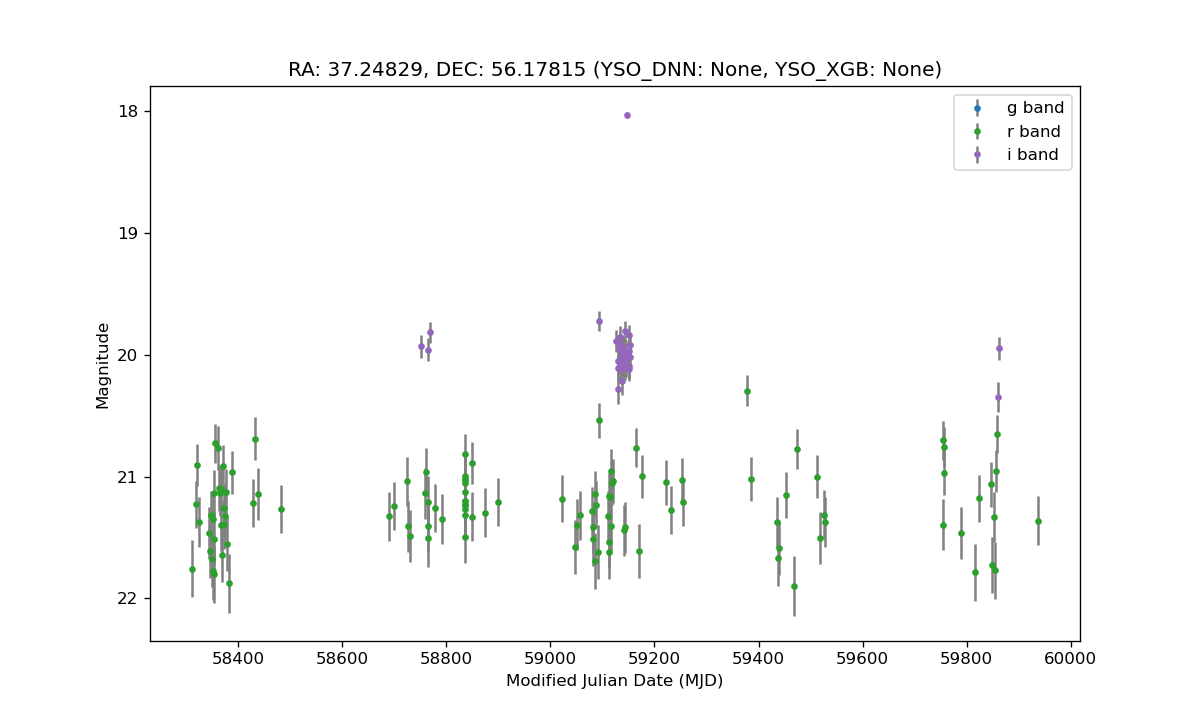 RA: 37.24829, DEC: 56.17815 (YSO_DNN: None, YSO_XGB: None)
g band
r band
i band
18
19
20
21
22
Magnitude
58400 58600 58800 59000 59200 59400 59600 59800 60000
Modified Julian Date (MJD)